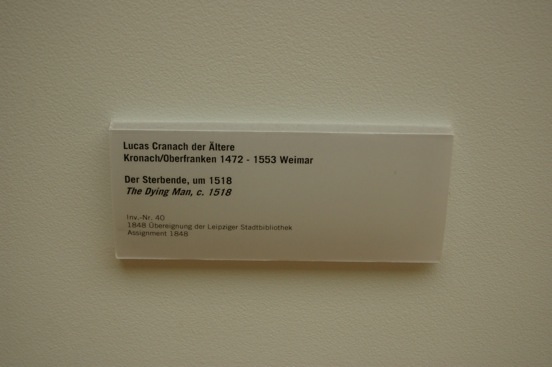 Lucas Cranach der Ältere
Kronach/Oberfranken 1472 - 1553 Weimar
Der Sterbende, um 1518
The Dying Man, c. 1518
Inv.-Nr. 40
1848 Übereignung der Leipziger Stadtbibliothek
Assignment 1848